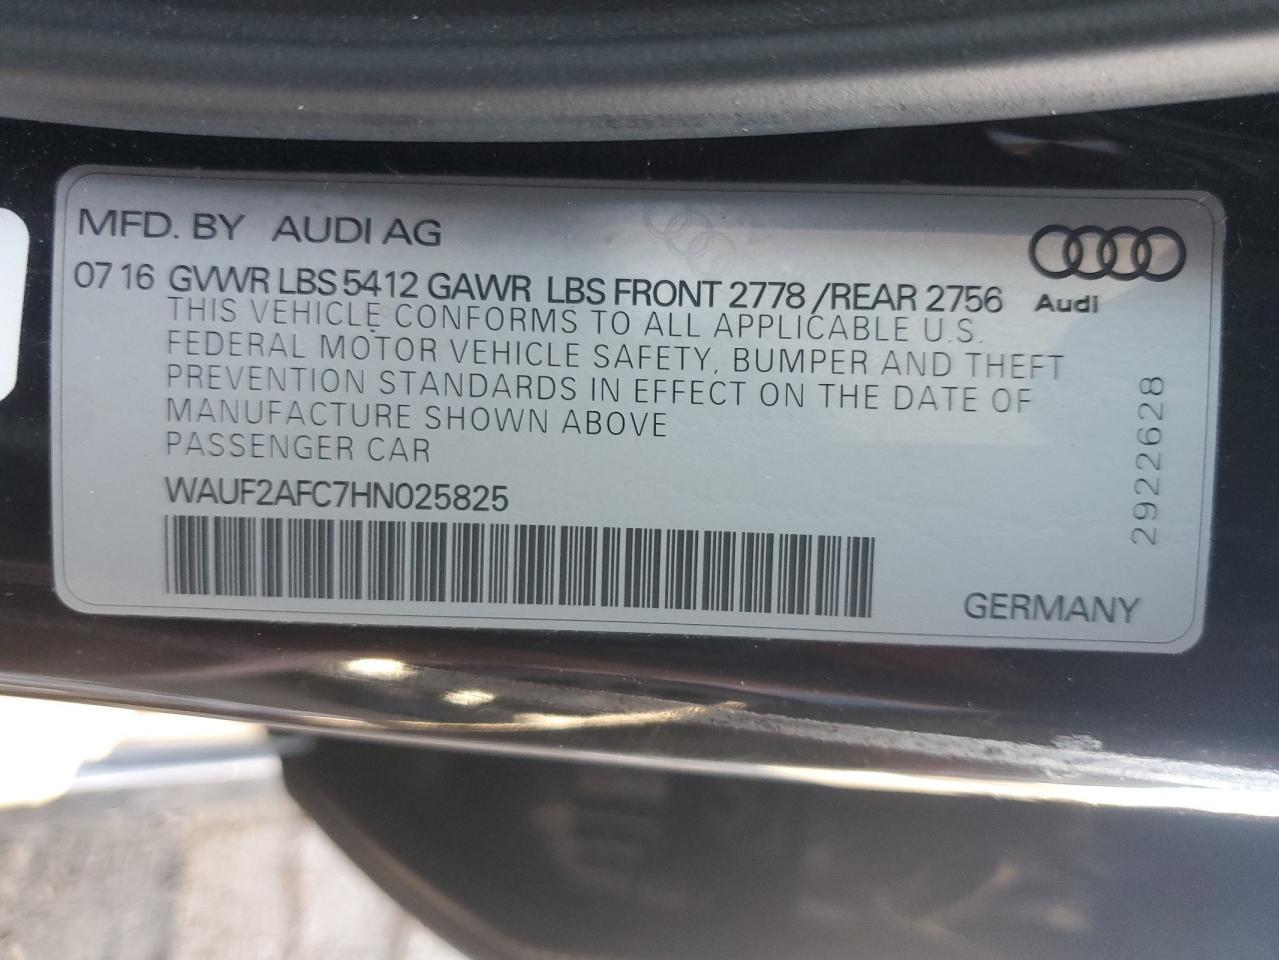 MFD. BY AUDI AG
07 16 GVWR LBS 5412 GAWR LBS FRONT 2778 /REAR 2756
Audi
THIS VEHICLE CONFORMS TO ALL APPLICABLE U.S.
FEDERAL MOTOR VEHICLE SAFETY, BUMPER AND THEFT
PREVENTION STANDARDS IN EFFECT ON THE DATE OF
MANUFACTURE SHOWN ABOVE
PASSENGER CAR
WAUF2AFC7HN025825
GERMANY
2922628